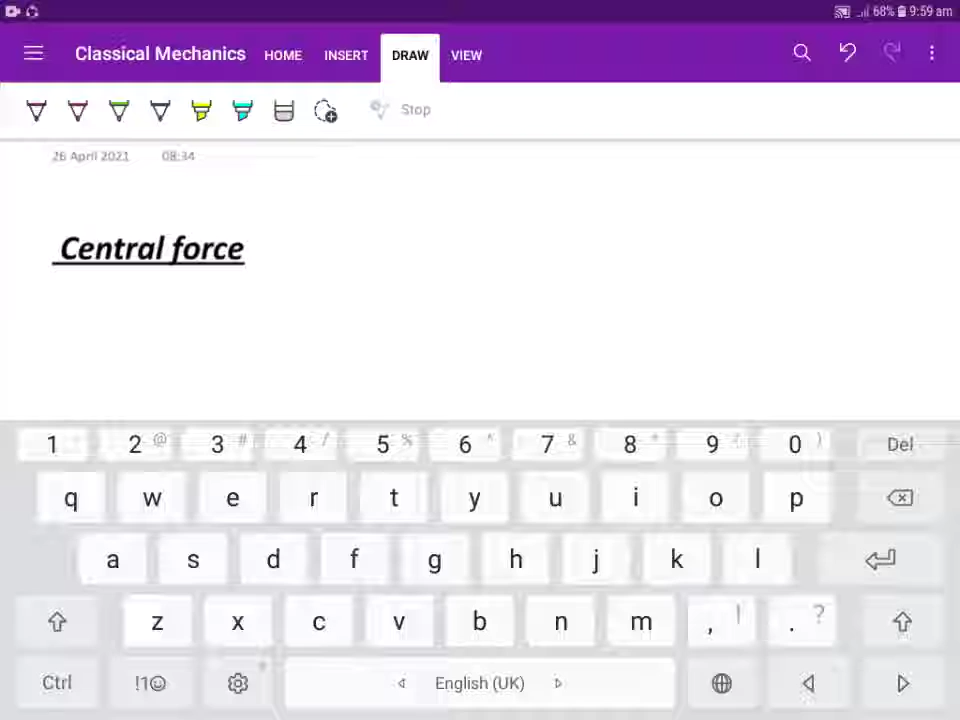 68% 9:59 am
Classical Mechanics HOME INSERT DRAW VIEW
Stop
26 April 2021 08:34
Central force
1 2 @ 3 # 4 / 5 % 6 ^ 7 & 8 * 9 ( 0 ) Del
q w e r t y u i o p
a s d f g h j k l
z x c v b n m , ! . ?
Ctrl !1☺ English (UK)